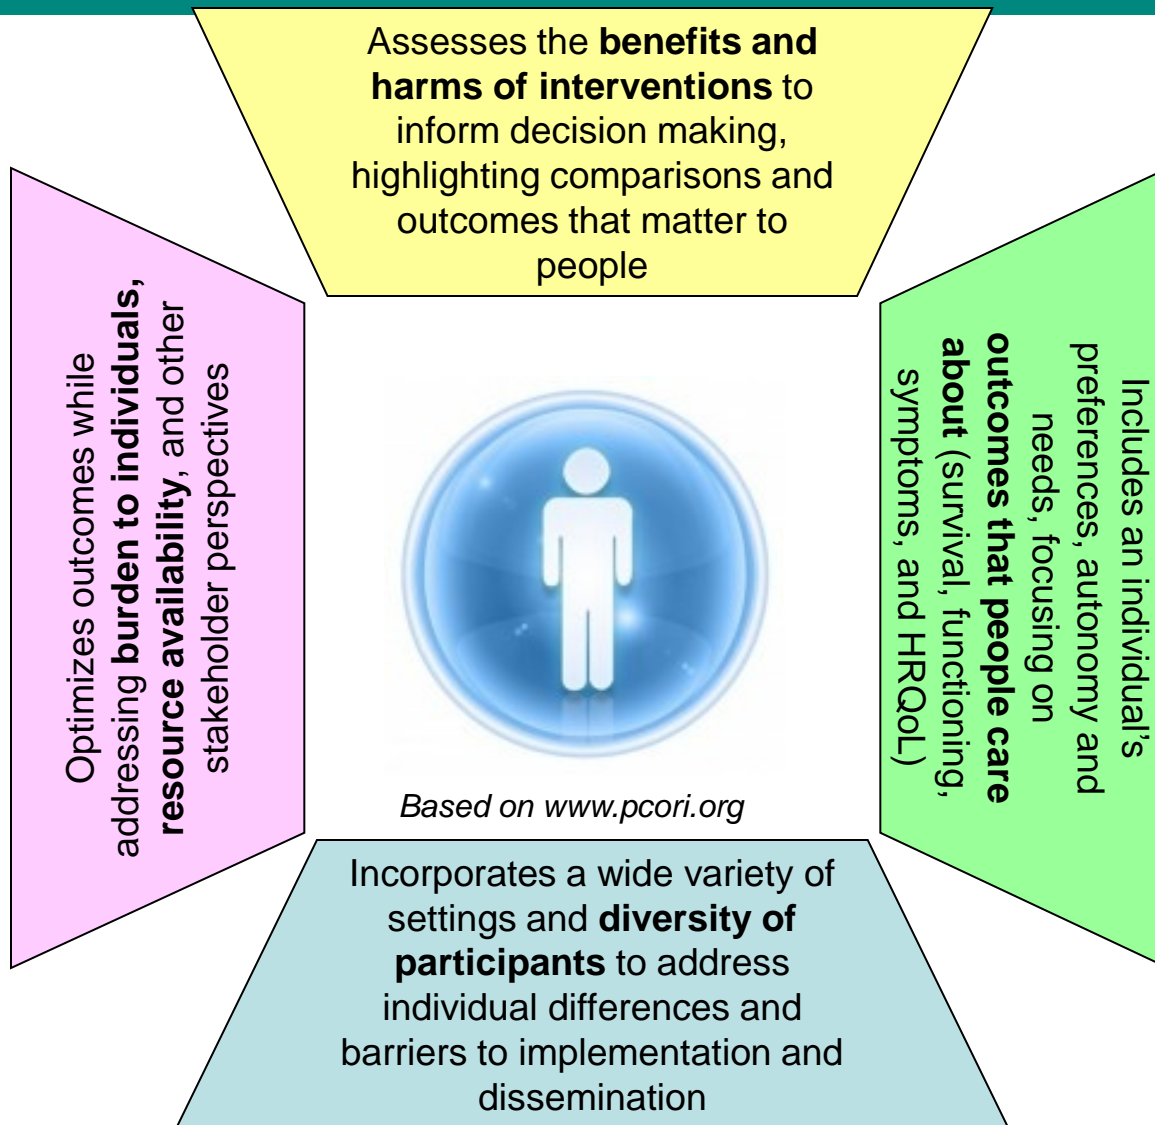 Assesses the benefits and
harms of interventions to
inform decision making,
highlighting comparisons and
outcomes that matter to
people
Optimizes outcomes while
addressing burden to individuals,
resource availability, and other
stakeholder perspectives
Includes an individual’s
preferences, autonomy and
needs, focusing on
outcomes that people care
about (survival, functioning,
symptoms, and HRQoL)
Based on www.pcori.org
Incorporates a wide variety of
settings and diversity of
participants to address
individual differences and
barriers to implementation and
dissemination